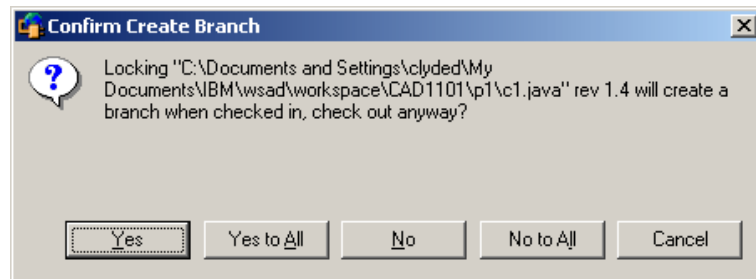 Confirm Create Branch
Locking "C:\Documents and Settings\clyded\My
Documents\IBM\wsad\workspace\CAD1101\p1\c1.java" rev 1.4 will create a
branch when checked in, check out anyway?
Yes Yes to All No No to All Cancel